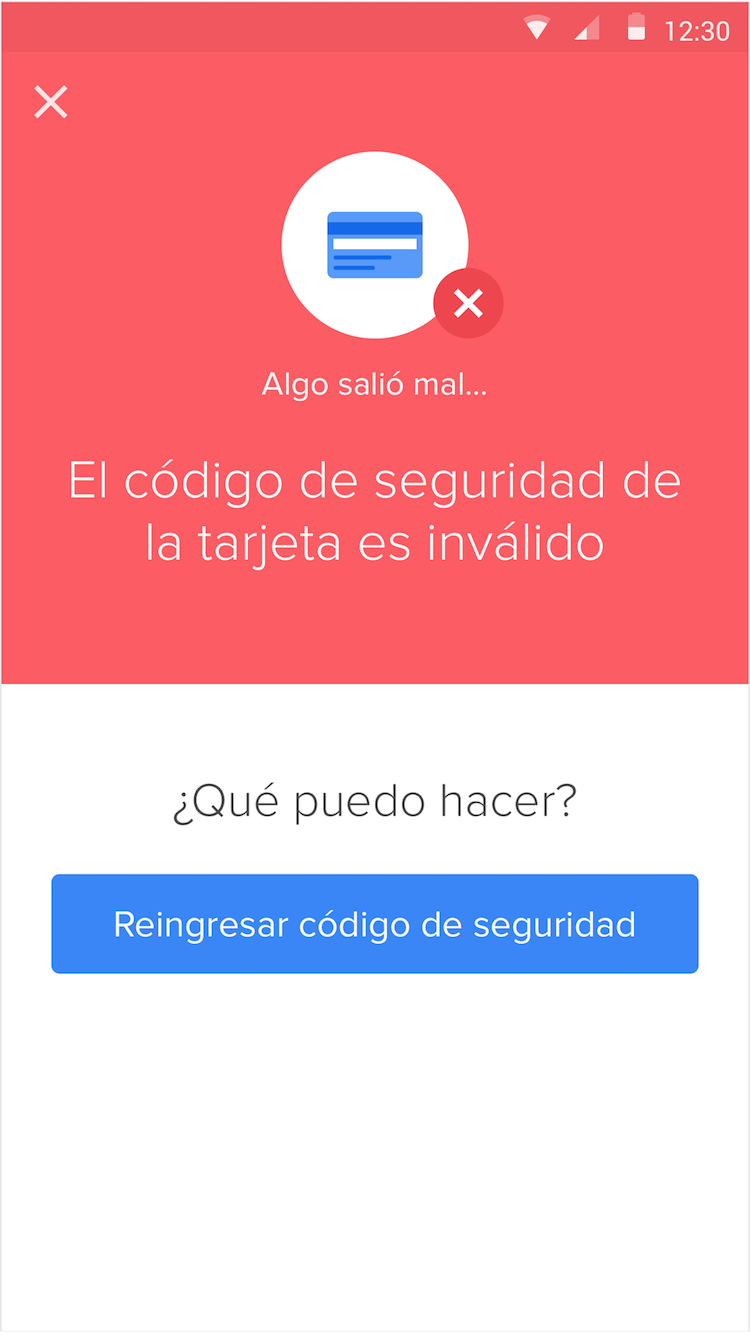 12:30
Algo salió mal...
El código de seguridad de
la tarjeta es inválido
¿Qué puedo hacer?
Reingresar código de seguridad